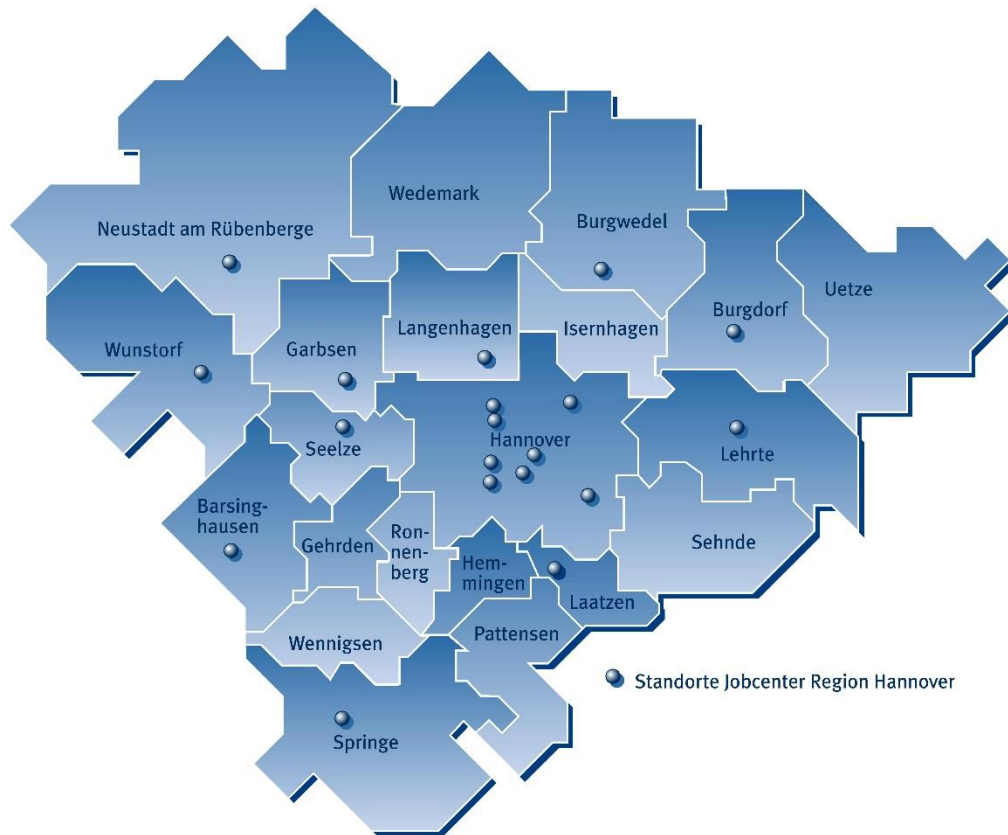 Wedemark
Neustadt am Rübenberge
Burgwedel
Uetze
Burgdorf
Langenhagen
Isernhagen
Garbsen
Wunstorf
Hannover
Seelze
Lehrte
Barsing-
hausen
Gehrden
Ron-
nen-
berg
Sehnde
Hem-
mingen
Laatzen
Pattensen
Wennigsen
Standorte Jobcenter Region Hannover
Springe